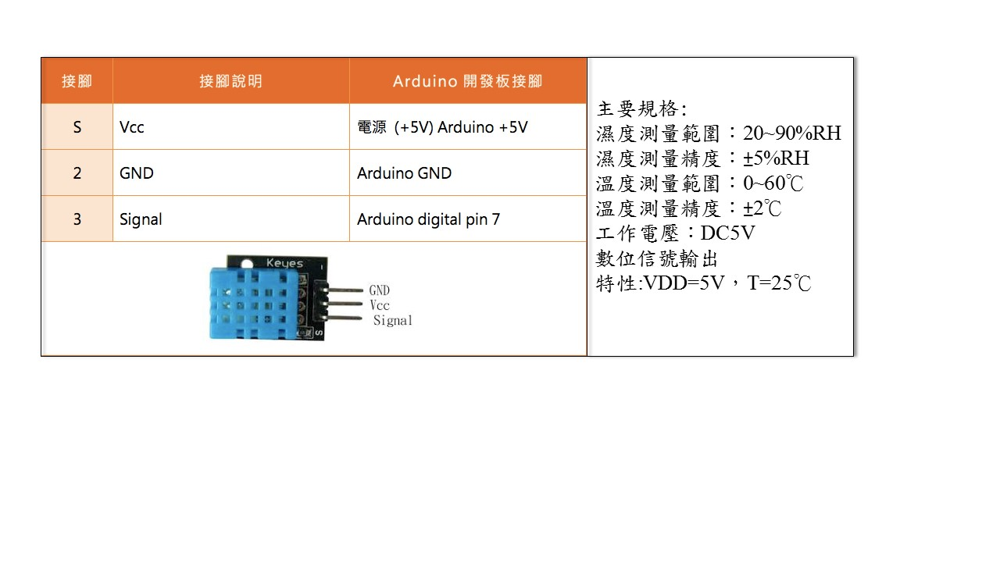 接腳 接腳說明 Arduino 開發板接腳
S Vcc 電源 (+5V) Arduino +5V
2 GND Arduino GND
3 Signal Arduino digital pin 7
Keyes
-
S
GND
Vcc
Signal
主要規格:
濕度測量範圍：20~90%RH
濕度測量精度：±5%RH
溫度測量範圍：0~60℃
溫度測量精度：±2℃
工作電壓：DC5V
數位信號輸出
特性:VDD=5V，T=25℃